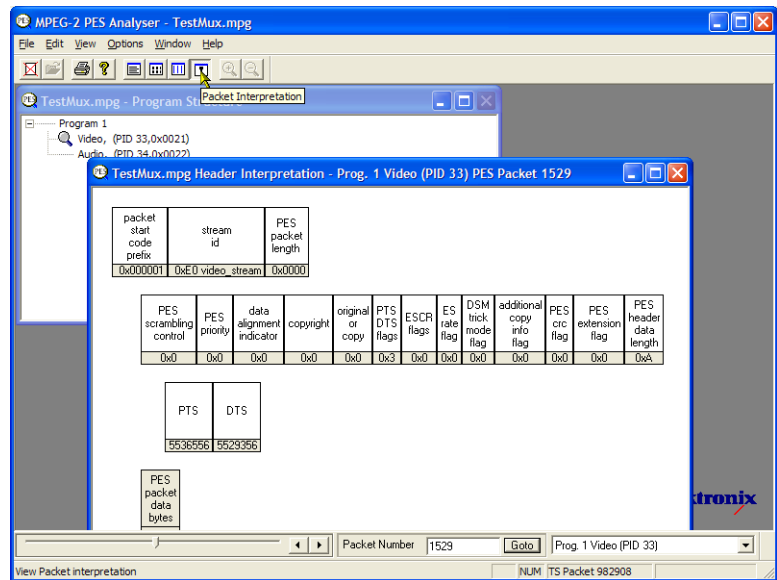 MPEG-2 PES Analyser - TestMux.mpg
File Edit View Options Window Help
Packet Interpretation
TestMux.mpg - Program
Program 1
Video, (PID 33,0x0021)
Audio, (PID 34,0x0022)
TestMux.mpg Header Interpretation - Prog. 1 Video (PID 33) PES Packet 1529
packet
start
code
prefix
stream
id
PES
packet
length
0x000001 0xE0 video_stream 0x0000
PES
scrambling
control
PES
priority
data
alignment
indicator
copyright
original
or
copy
PTS
DTS
flags
ESCR
flags
ES
rate
flag
DSM
trick
mode
flag
additional
copy
info
flag
PES
crc
flag
PES
extension
flag
PES
header
data
length
0x0 0x0 0x0 0x0 0x0 0x3 0x0 0x0 0x0 0x0 0x0 0x0 0xA
PTS DTS
5536556 5529356
PES
packet
data
bytes
ktronix
Packet Number 1529 Goto Prog. 1 Video (PID 33)
View Packet interpretation NUM TS Packet 982908